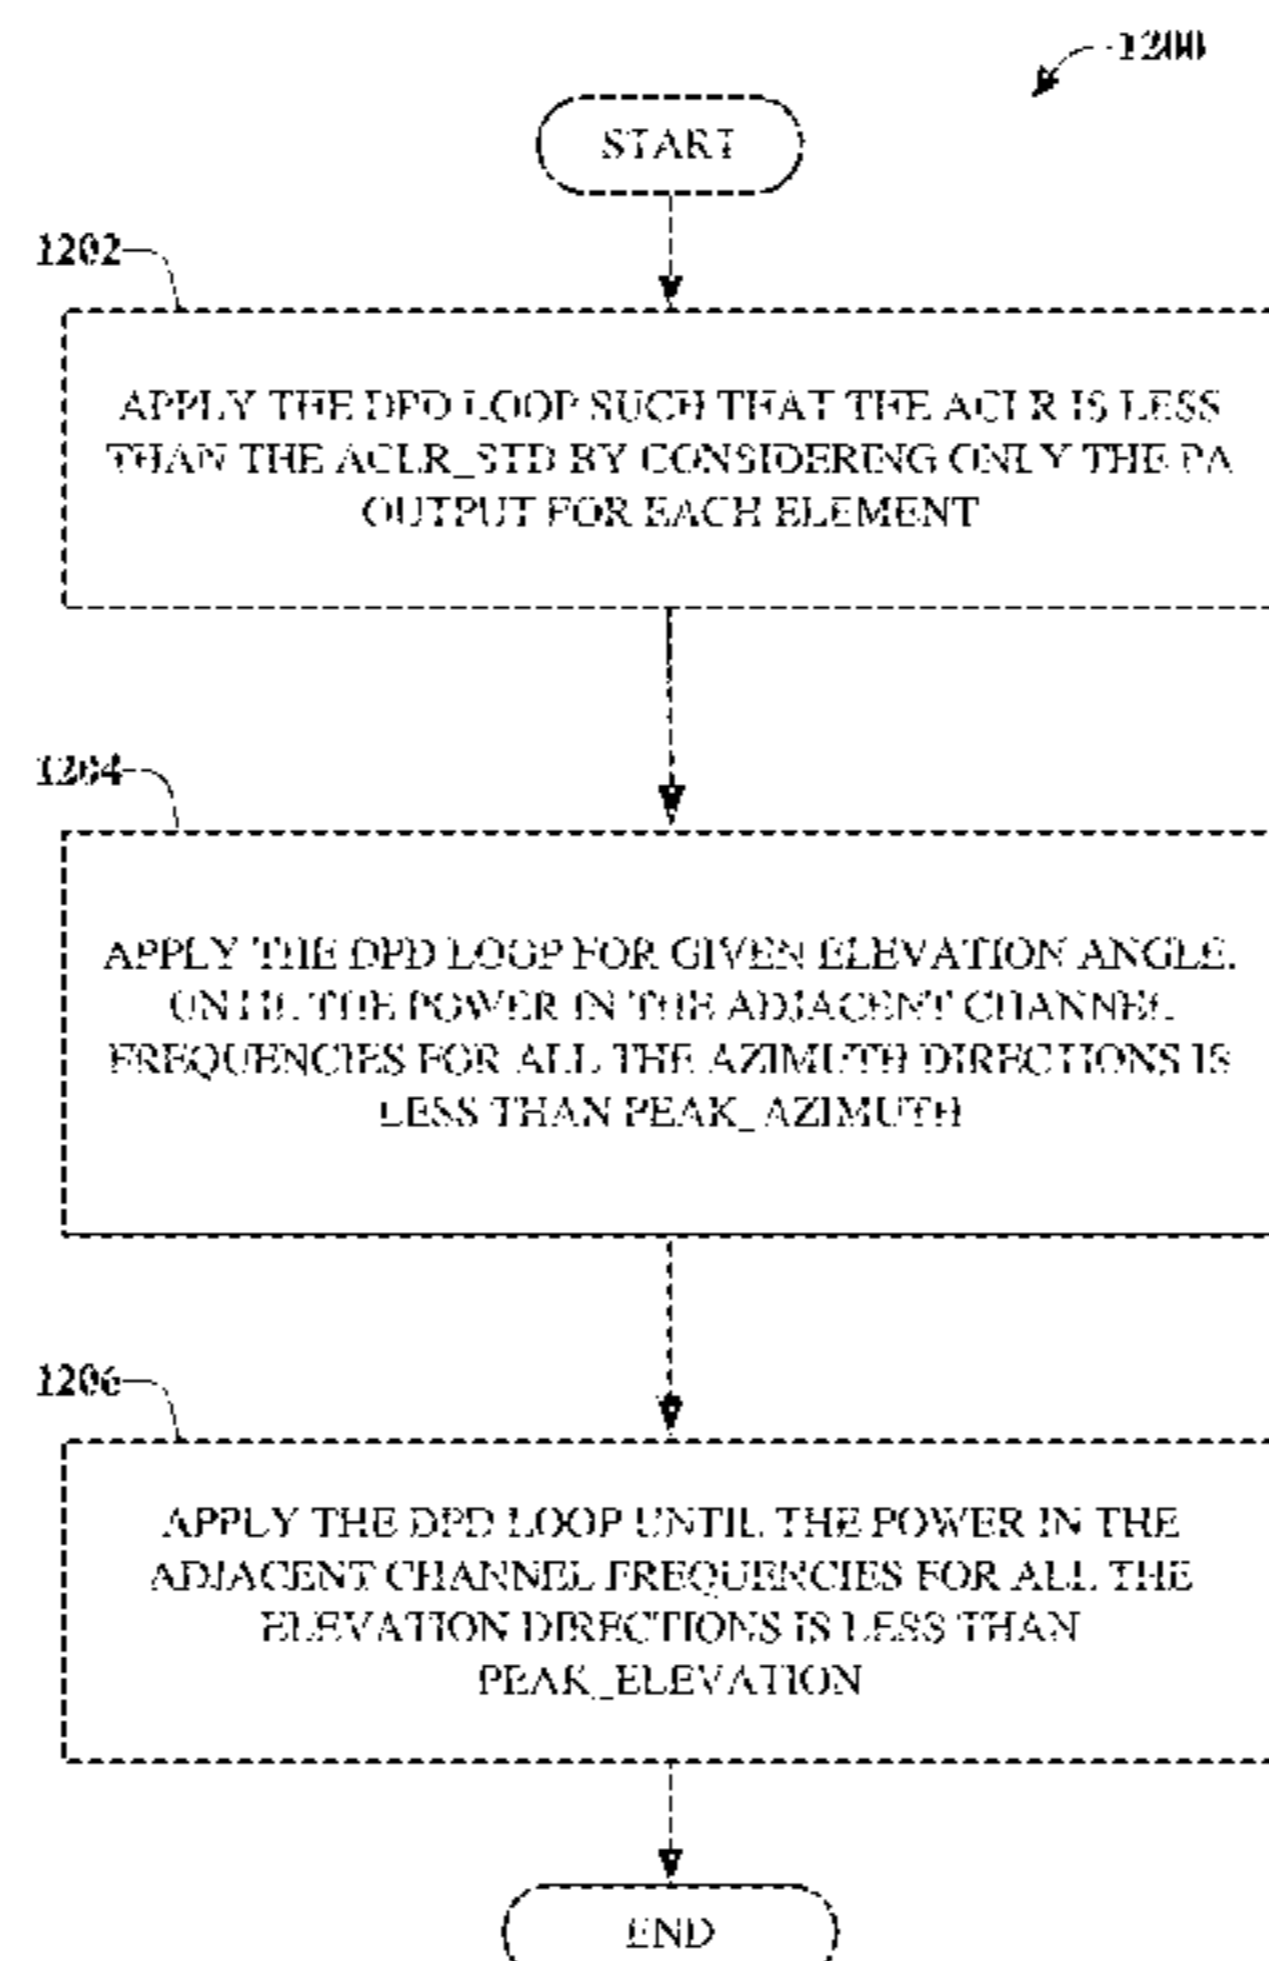 1200
START
1202
APPLY THE DPD LOOP SUCH THAT THE ACLR IS LESS
THAN THE ACLR_STD BY CONSIDERING ONLY THE PA
OUTPUT FOR EACH ELEMENT
1204
APPLY THE DPD LOOP FOR GIVEN ELEVATION ANGLE,
UNTIL THE POWER IN THE ADJACENT CHANNEL
FREQUENCIES FOR ALL THE AZIMUTH DIRECTIONS IS
LESS THAN PEAK_AZIMUTH
1206
APPLY THE DPD LOOP UNTIL THE POWER IN THE
ADJACENT CHANNEL FREQUENCIES FOR ALL THE
ELEVATION DIRECTIONS IS LESS THAN
PEAK_ELEVATION
END